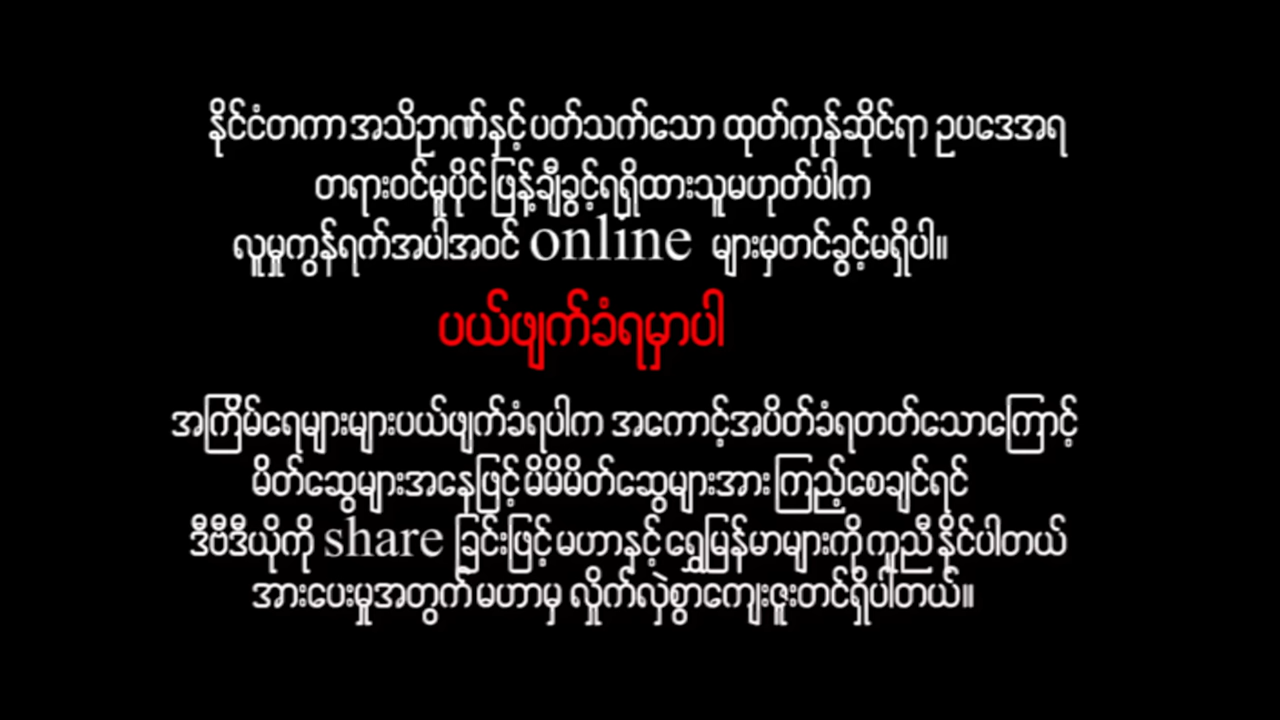 နိုင်ငံတကာ အသိဉာဏ်နှင့် ပတ်သက်သော ထုတ်ကုန်ဆိုင်ရာ ဥပဒေအရ
တရားဝင်မူပိုင် ဖြန့်ချီခွင့်ရရှိထားသူမဟုတ်ပါက
လူမှုကွန်ရက်အပါအဝင် online များမှတင်ခွင့်မရှိပါ။
ပယ်ဖျက်ခံရမှာပါ
အကြိမ်ရေများများပယ်ဖျက်ခံရပါက အကောင့်အပိတ်ခံရတတ်သောကြောင့်
မိတ်ဆွေများအနေဖြင့် မိမိမိတ်ဆွေများအား ကြည့်စေချင်ရင်
ဒီဗီဒီယိုကို share ခြင်းဖြင့် မဟာနှင့် ရွှေမြန်မာများကို ကူညီ နိုင်ပါတယ်
အားပေးမှုအတွက် မဟာမှ လှိုက်လှဲစွာကျေးဇူးတင်ရှိပါတယ်။